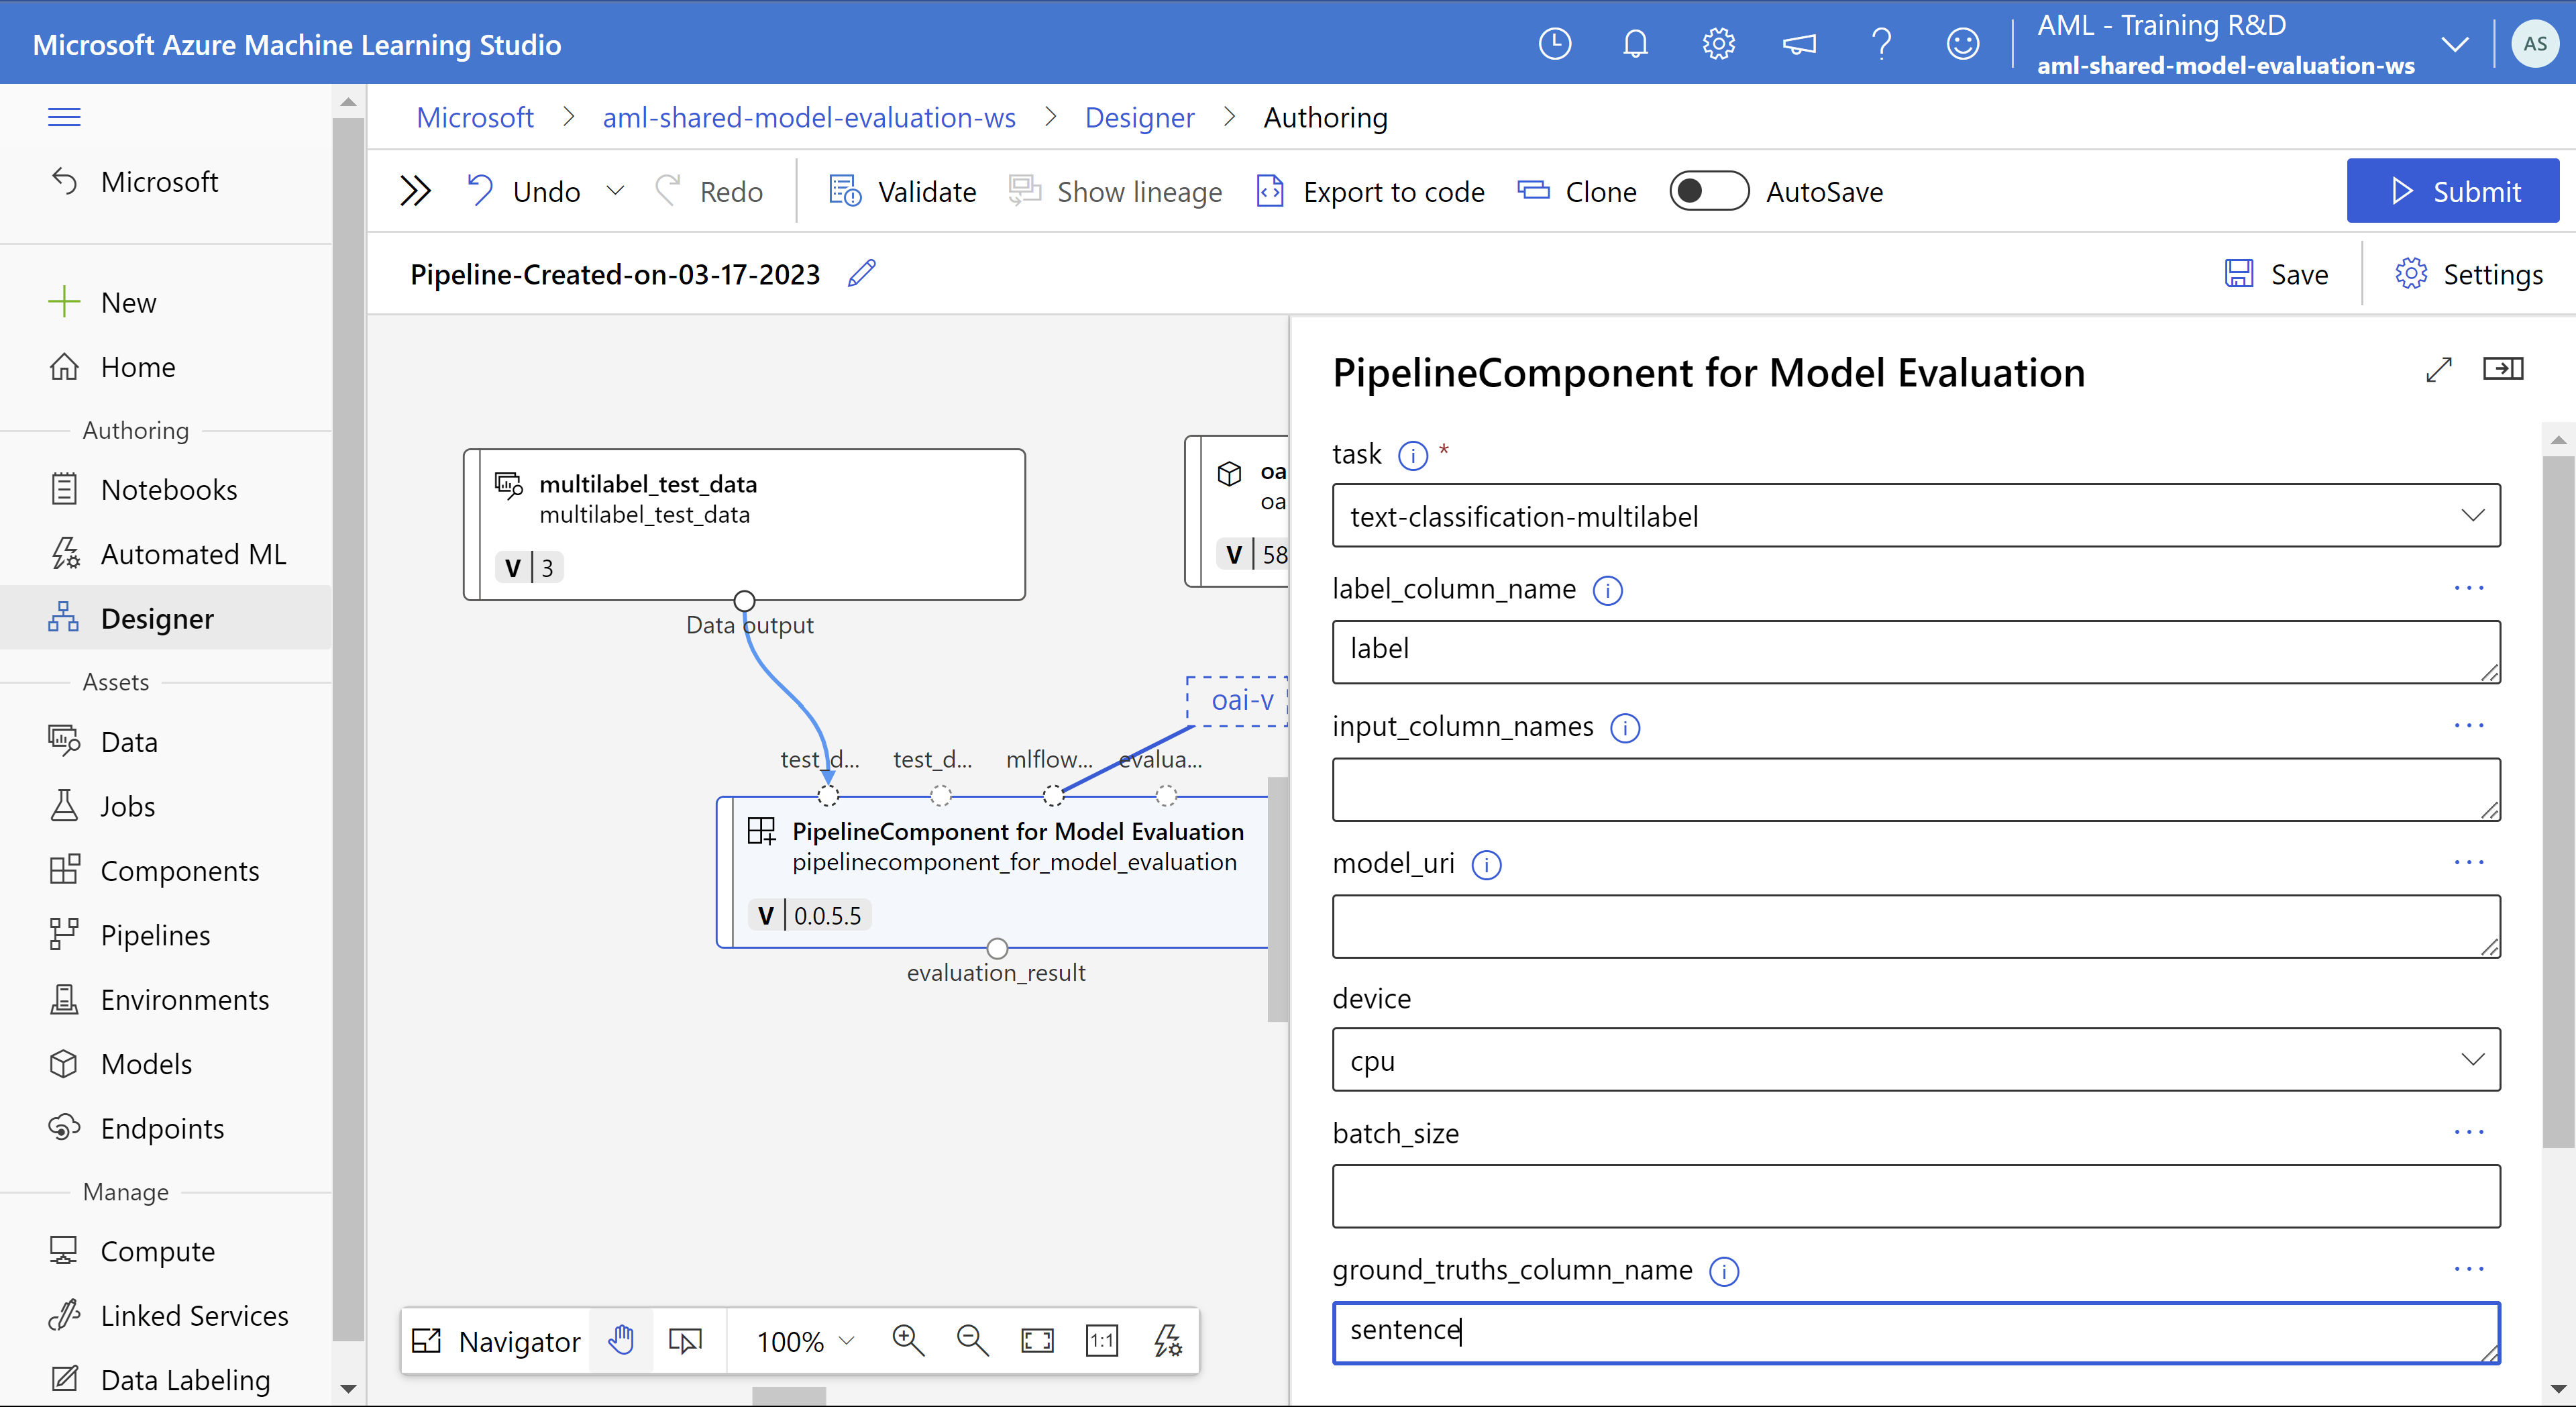 Microsoft Azure Machine Learning Studio
AML - Training R&D
aml-shared-model-evaluation-ws
AS
Microsoft
New
Home
Authoring
Notebooks
Automated ML
Designer
Assets
Data
Jobs
Components
Pipelines
Environments
Models
Endpoints
Manage
Compute
Linked Services
Data Labeling
Microsoft > aml-shared-model-evaluation-ws > Designer > Authoring
Undo Redo Validate Show lineage Export to code Clone AutoSave Submit
Pipeline-Created-on-03-17-2023
Save Settings
multilabel_test_data
multilabel_test_data
V 3
Data output
oa
oa
V 58
oai-v
test_d... test_d... mlflow... evalua...
PipelineComponent for Model Evaluation
pipelinecomponent_for_model_evaluation
V 0.0.5.5
evaluation_result
Navigator 100% 1:1
PipelineComponent for Model Evaluation
task *
text-classification-multilabel
label_column_name
label
input_column_names
model_uri
device
cpu
batch_size
ground_truths_column_name
sentence